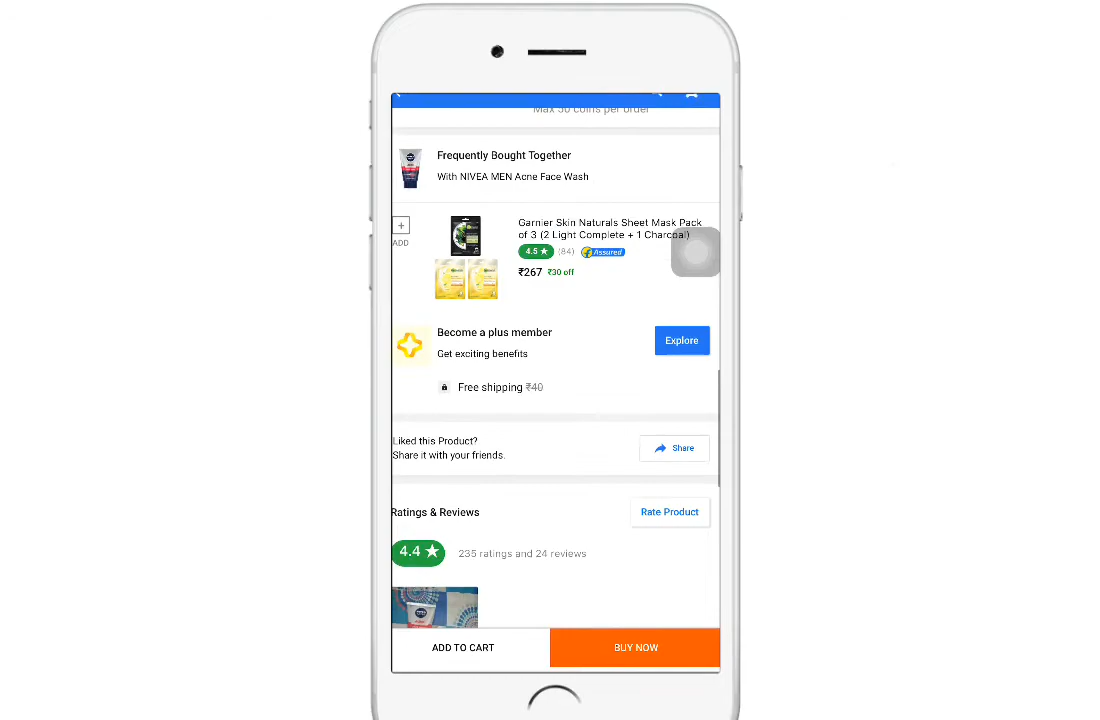 Max 50 coins per order
Frequently Bought Together
With NIVEA MEN Acne Face Wash
ADD
Garnier Skin Naturals Sheet Mask Pack
of 3 (2 Light Complete + 1 Charcoal)
4.5 ★ (84) Assured
₹267 ₹30 off
Become a plus member
Get exciting benefits
Explore
Free shipping ₹40
Liked this Product?
Share it with your friends.
Share
Ratings & Reviews
Rate Product
4.4 ★ 235 ratings and 24 reviews
ADD TO CART
BUY NOW